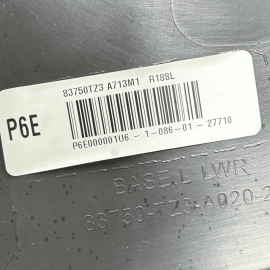 83750TZ3 A713M1 R188L
P6E
P6E000001U6 - 1-086-01- 27710
BASE,L LWR
83750-TZ3-A020-2